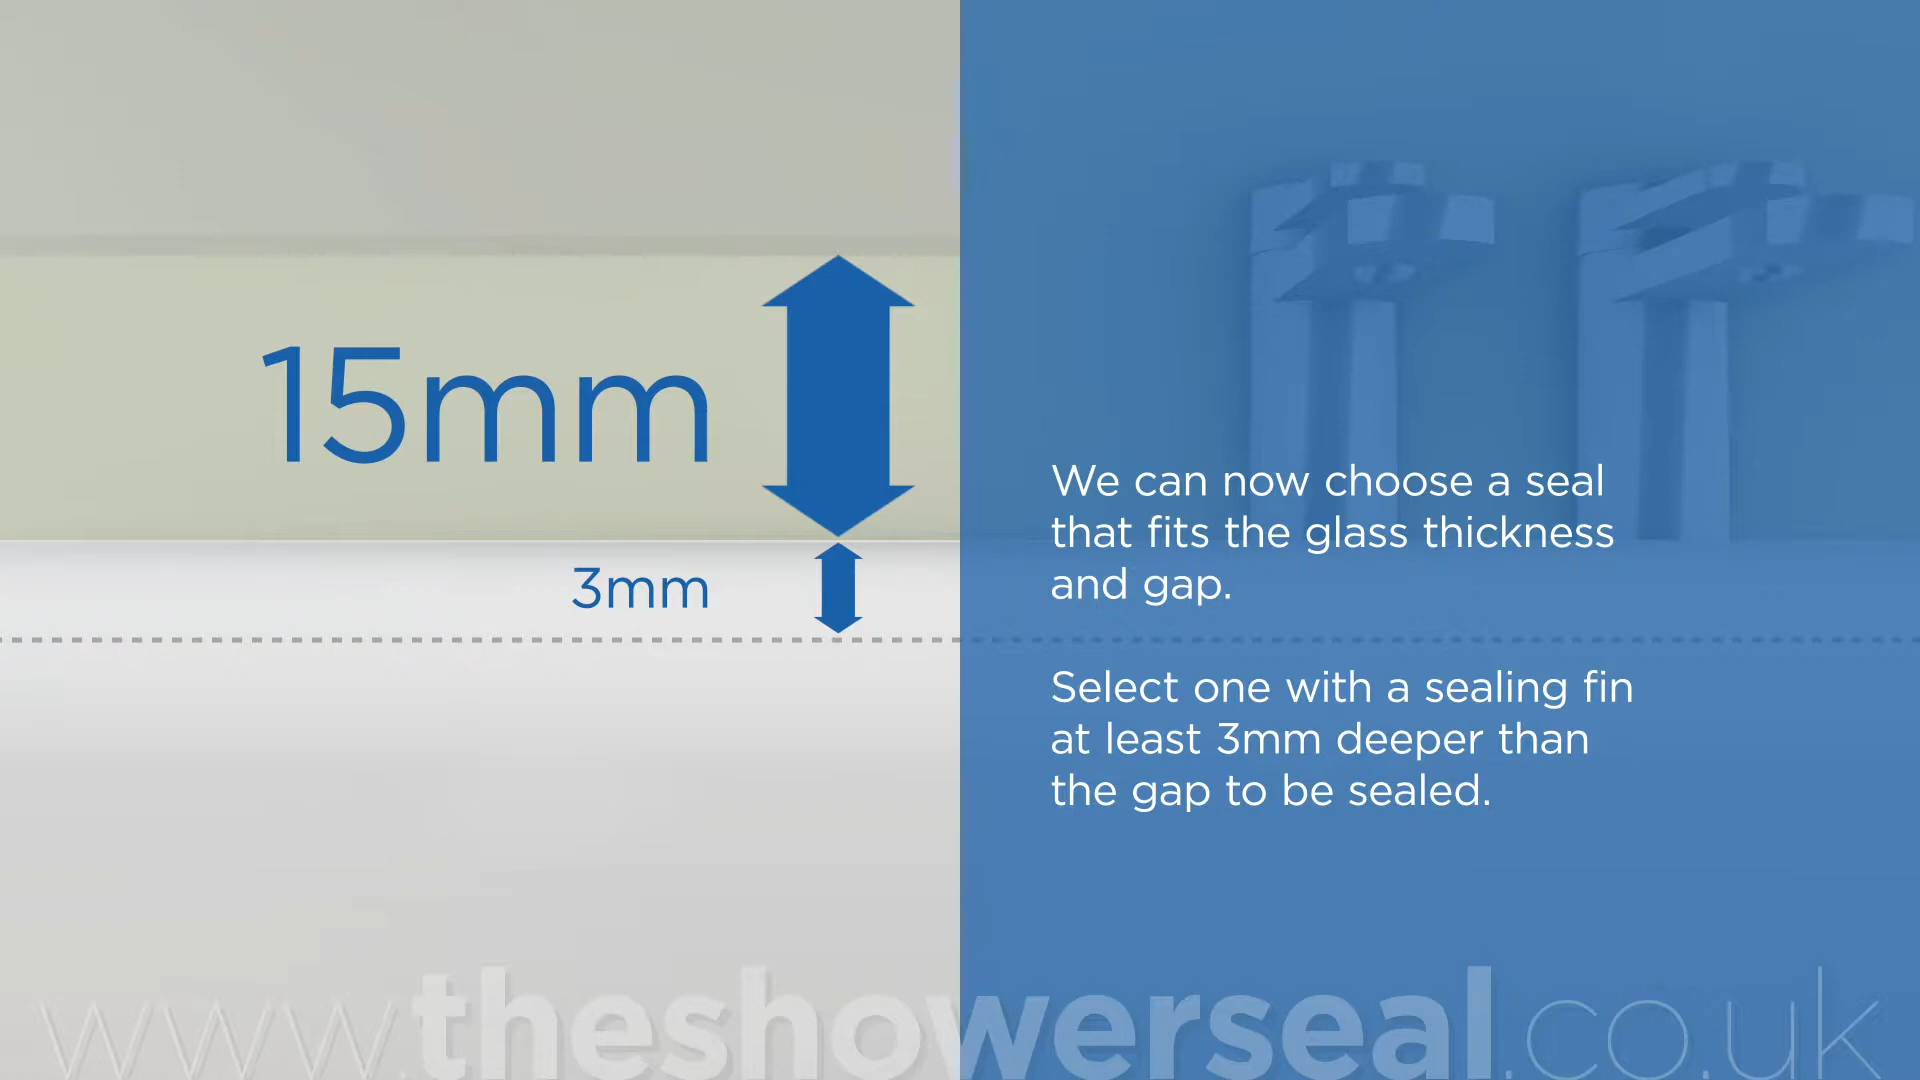 15mm
3mm
We can now choose a seal
that fits the glass thickness
and gap.
Select one with a sealing fin
at least 3mm deeper than
the gap to be sealed.
www.theshowerseal.co.uk